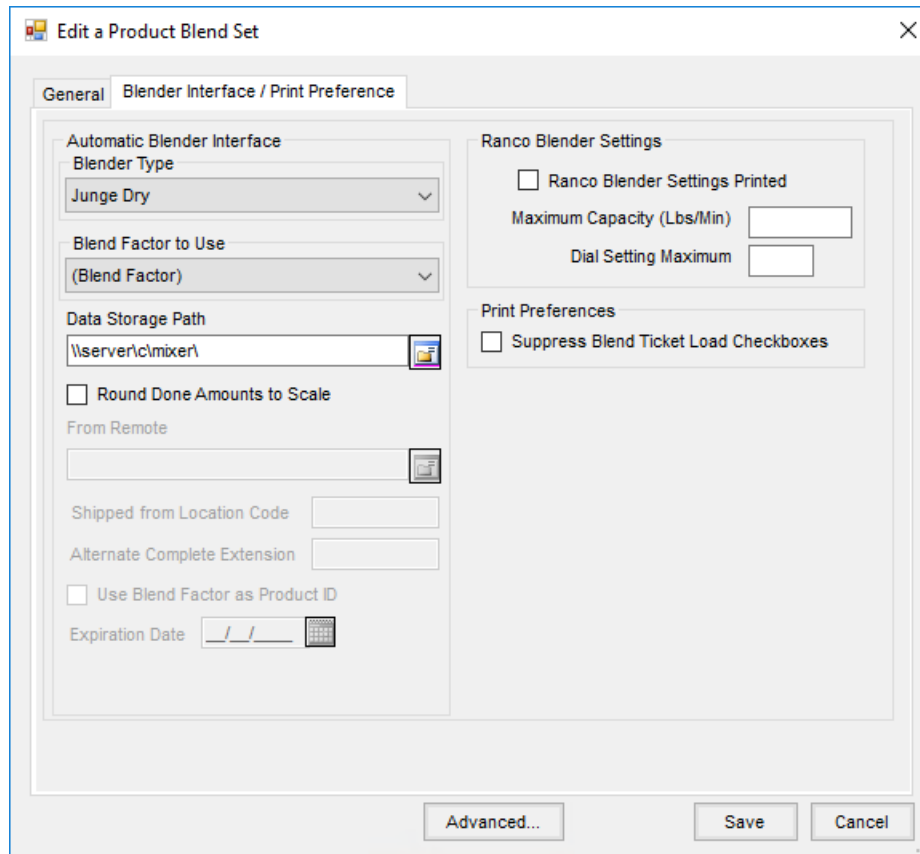 Edit a Product Blend Set
General
Blender Interface / Print Preference
Automatic Blender Interface
Blender Type
Junge Dry
Blend Factor to Use
(Blend Factor)
Data Storage Path
\\server\c\mixer\
Round Done Amounts to Scale
From Remote
Shipped from Location Code
Alternate Complete Extension
Use Blend Factor as Product ID
Expiration Date __/__/____
Ranco Blender Settings
Ranco Blender Settings Printed
Maximum Capacity (Lbs/Min)
Dial Setting Maximum
Print Preferences
Suppress Blend Ticket Load Checkboxes
Advanced...
Save
Cancel